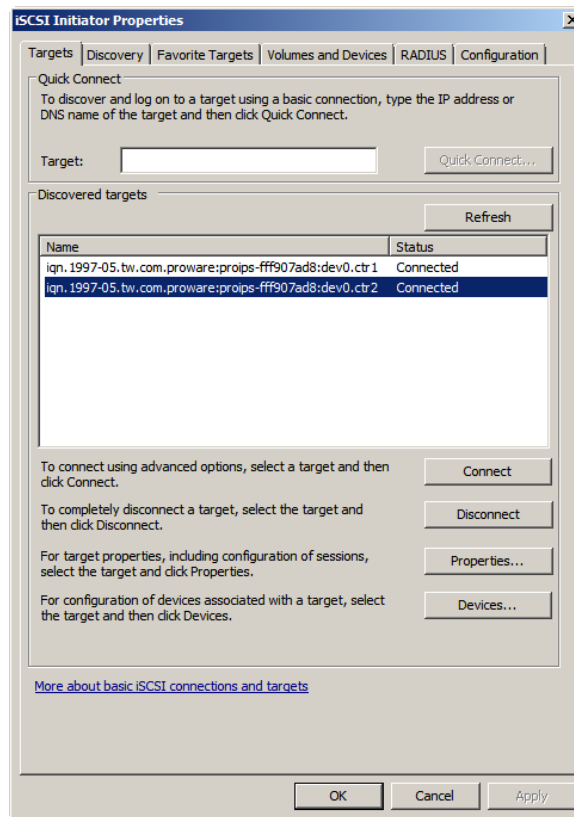 iSCSI Initiator Properties
Targets Discovery Favorite Targets Volumes and Devices RADIUS Configuration
Quick Connect
To discover and log on to a target using a basic connection, type the IP address or
DNS name of the target and then click Quick Connect.
Target: Quick Connect...
Discovered targets
Refresh
Name Status
iqn.1997-05.tw.com.proware:proips-fff907ad8:dev0.ctr1 Connected
iqn.1997-05.tw.com.proware:proips-fff907ad8:dev0.ctr2 Connected
To connect using advanced options, select a target and then
click Connect.
Connect
To completely disconnect a target, select the target and
then click Disconnect.
Disconnect
For target properties, including configuration of sessions,
select the target and click Properties.
Properties...
For configuration of devices associated with a target, select
the target and then click Devices.
Devices...
More about basic iSCSI connections and targets
OK Cancel Apply